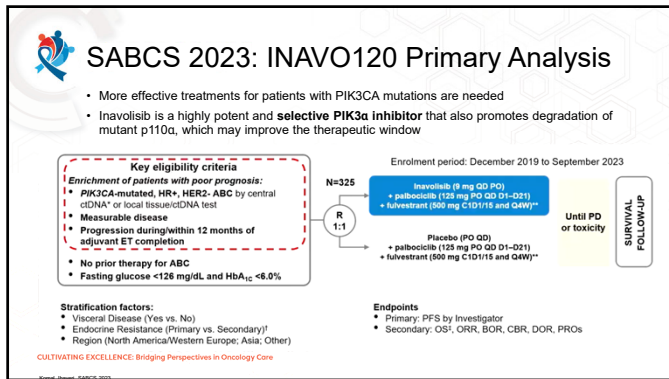 SABCS 2023: INAVO120 Primary Analysis
• More effective treatments for patients with PIK3CA mutations are needed
• Inavolisib is a highly potent and selective PIK3α inhibitor that also promotes degradation of
mutant p110α, which may improve the therapeutic window
Key eligibility criteria
Enrichment of patients with poor prognosis:
• PIK3CA-mutated, HR+, HER2- ABC by central
ctDNA* or local tissue/ctDNA test
• Measurable disease
• Progression during/within 12 months of
adjuvant ET completion
• No prior therapy for ABC
• Fasting glucose <126 mg/dL and HbA1C <6.0%
N=325
R
1:1
Enrolment period: December 2019 to September 2023
Inavolisib (9 mg QD PO)
+ palbociclib (125 mg PO QD D1–D21)
+ fulvestrant (500 mg C1D1/15 and Q4W)**
Placebo (PO QD)
+ palbociclib (125 mg PO QD D1–D21)
+ fulvestrant (500 mg C1D1/15 and Q4W)**
Until PD
or toxicity
SURVIVAL
FOLLOW-UP
Stratification factors:
• Visceral Disease (Yes vs. No)
• Endocrine Resistance (Primary vs. Secondary)†
• Region (North America/Western Europe; Asia; Other)
Endpoints
• Primary: PFS by Investigator
• Secondary: OS‡, ORR, BOR, CBR, DOR, PROs
CULTIVATING EXCELLENCE: Bridging Perspectives in Oncology Care
SABCS 2023